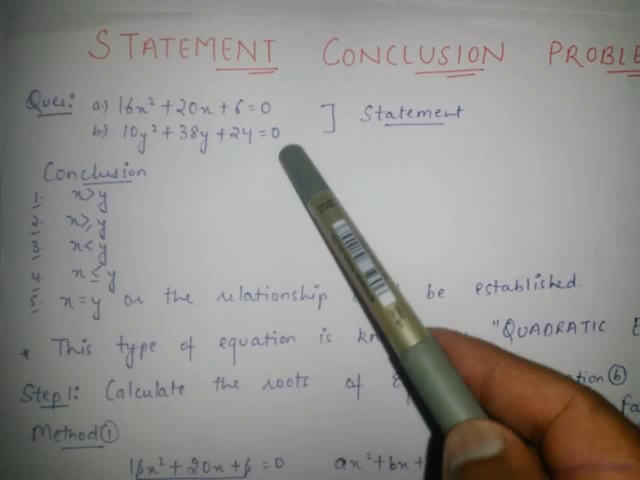 STATEMENT CONCLUSION
Ques: a.) 16x² + 20x + 6 = 0
b.) 10y² + 38y + 24 = 0 ] Statement
Conclusion
1. x > y
2. x ≥ y
3. x < y
4. x ≤ y
5. x = y or the relationship be established.
* This type of equation is "QUADRATIC
Step 1: Calculate the roots of
Method ①
16x² + 20x + 6 = 0 ax² + bx +